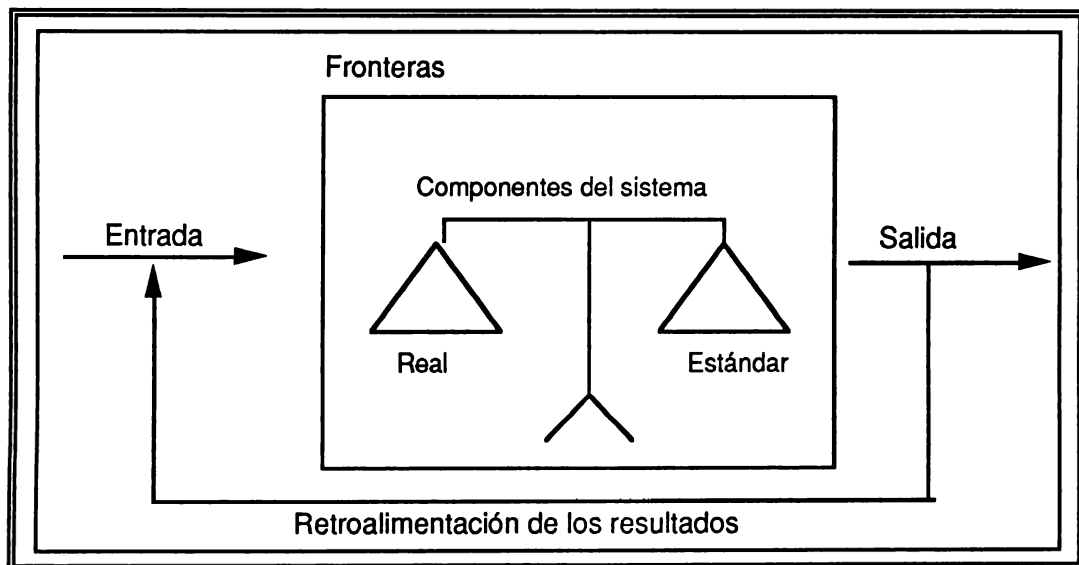 Fronteras
Componentes del sistema
Entrada
Salida
Real
Estándar
Retroalimentación de los resultados